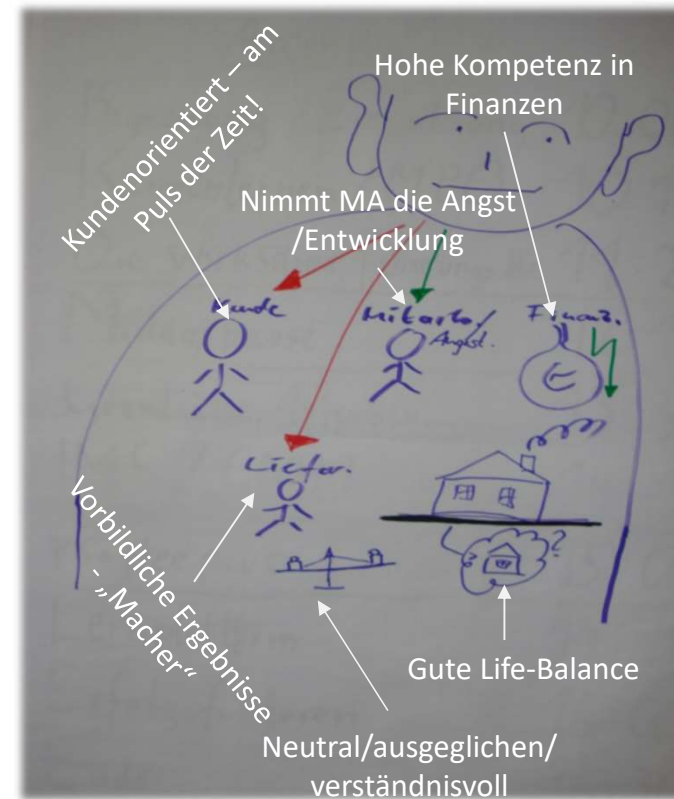 Kundenorientiert – am
Puls der Zeit!
Hohe Kompetenz in
Finanzen
Nimmt MA die Angst
/Entwicklung
Kunde
Mitarb./
Angst.
Finanz.
€
Liefer.
?
?
Vorbildliche Ergebnisse
- „Macher“
Gute Life-Balance
Neutral/ausgeglichen/
verständnisvoll